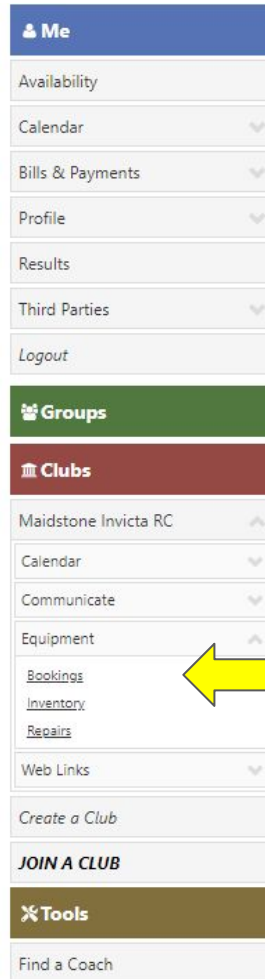 Me
Availability
Calendar
Bills & Payments
Profile
Results
Third Parties
Logout
Groups
Clubs
Maidstone Invicta RC
Calendar
Communicate
Equipment
Bookings
Inventory
Repairs
Web Links
Create a Club
JOIN A CLUB
Tools
Find a Coach